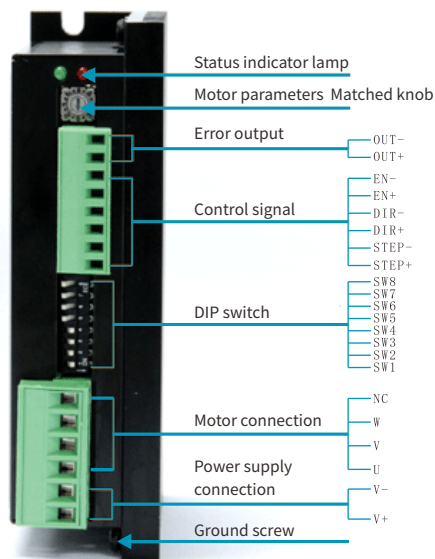 Status indicator lamp
Motor parameters Matched knob
Error output
OUT-
OUT+
Control signal
EN-
EN+
DIR-
DIR+
STEP-
STEP+
DIP switch
SW8
SW7
SW6
SW5
SW4
SW3
SW2
SW1
Motor connection
NC
W
V
U
Power supply
connection
V-
V+
Ground screw